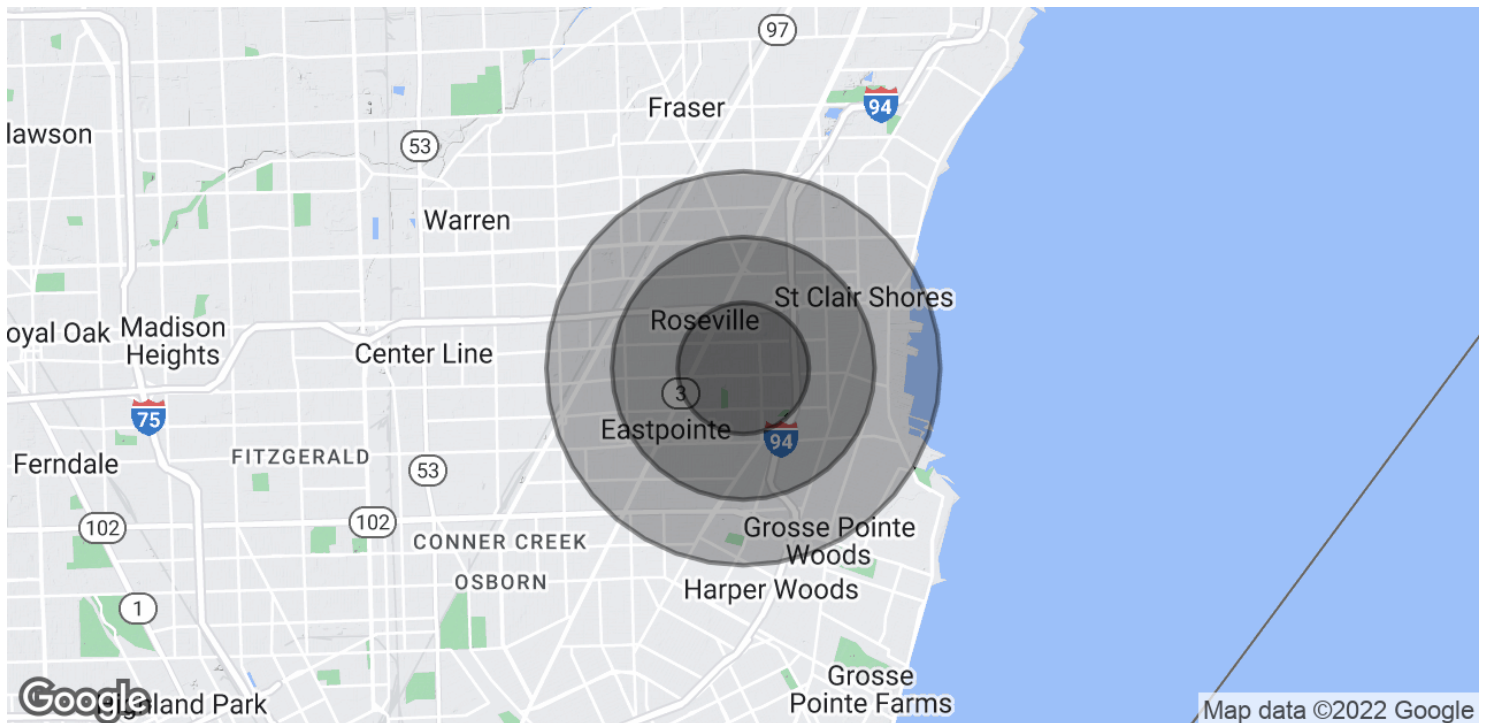 97
Fraser
94
lawson
53
Warren
St Clair Shores
Roseville
oyal Oak
Madison
Heights
Center Line
3
75
Eastpointe
94
FITZGERALD
Ferndale
53
102
102
Grosse Pointe
Woods
CONNER CREEK
OSBORN
Harper Woods
1
Grosse
Pointe Farms
Google
Highland Park
Map data ©2022 Google